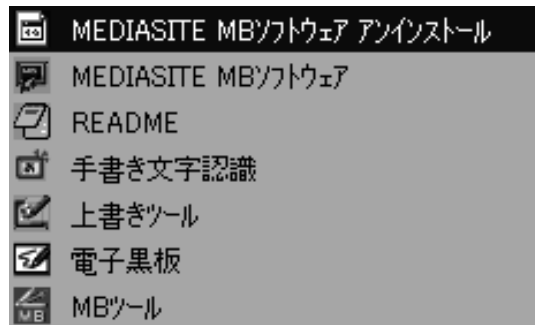 MEDIASITE MBソフトウェア アンインストール
MEDIASITE MBソフトウェア
README
手書き文字認識
上書きツール
電子黒板
MBツール